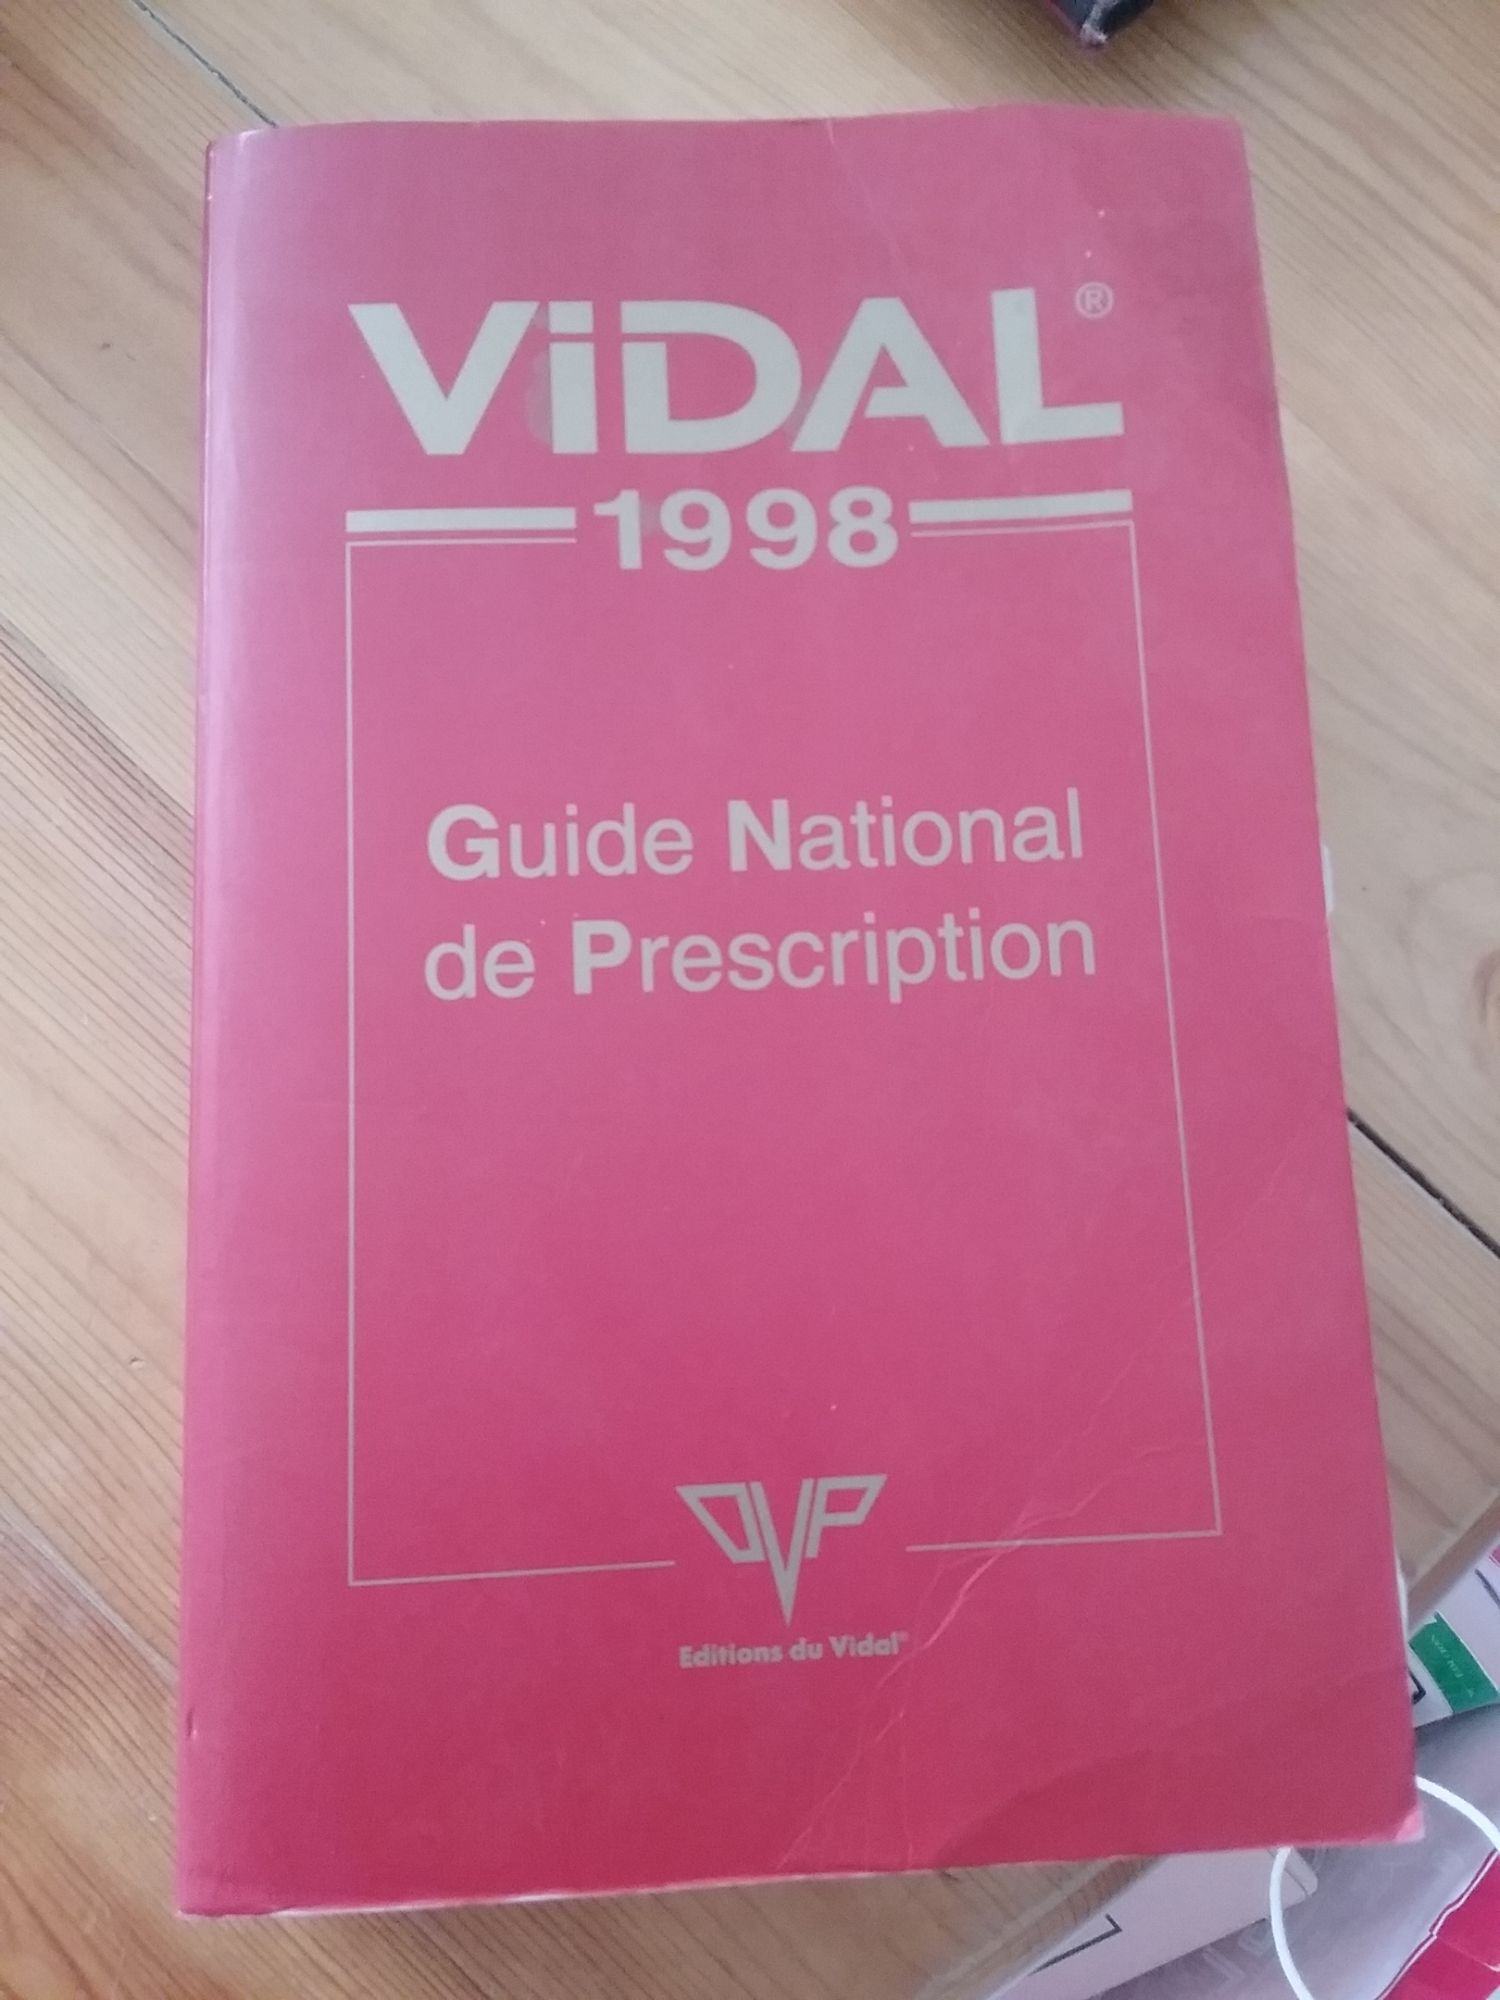 ViDAL®
1998
Guide National
de Prescription
OVP
Editions du Vidal®